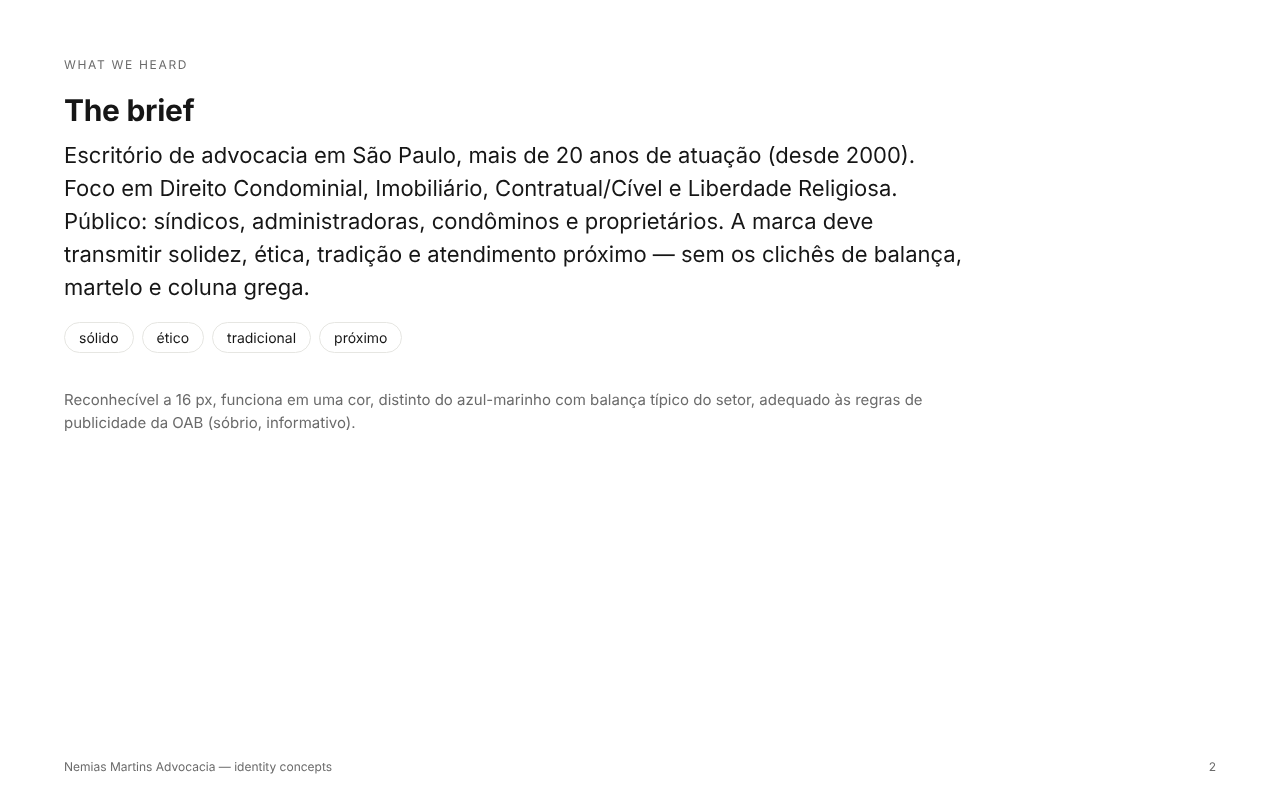 WHAT WE HEARD
The brief
Escritório de advocacia em São Paulo, mais de 20 anos de atuação (desde 2000).
Foco em Direito Condominial, Imobiliário, Contratual/Cível e Liberdade Religiosa.
Público: síndicos, administradoras, condôminos e proprietários. A marca deve
transmitir solidez, ética, tradição e atendimento próximo — sem os clichês de balança,
martelo e coluna grega.
sólido ético tradicional próximo
Reconhecível a 16 px, funciona em uma cor, distinto do azul-marinho com balança típico do setor, adequado às regras de
publicidade da OAB (sóbrio, informativo).
Nemias Martins Advocacia — identity concepts 2